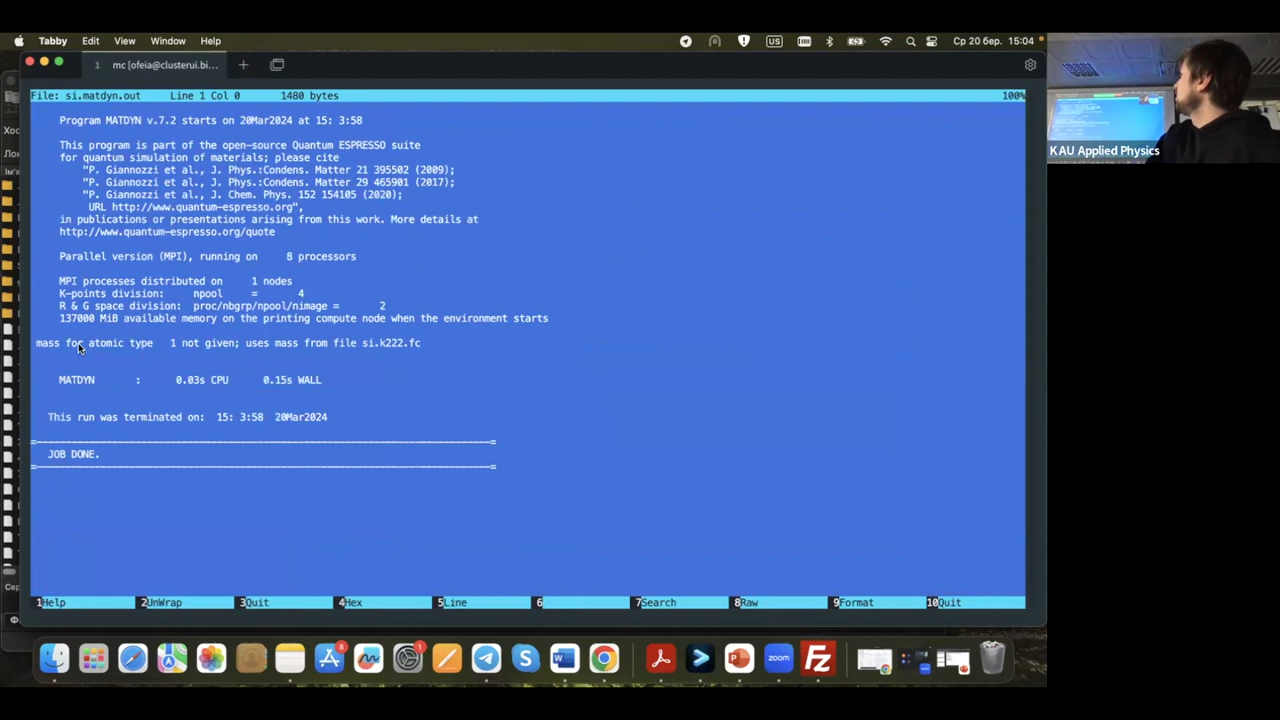 Tabby Edit View Window Help
US
Ср 20 бер. 15:04
1 mc [ofeia@clusterui.bi...
File: si.matdyn.out Line 1 Col 0 1480 bytes 100%
Program MATDYN v.7.2 starts on 20Mar2024 at 15: 3:58
This program is part of the open-source Quantum ESPRESSO suite
for quantum simulation of materials; please cite
"P. Giannozzi et al., J. Phys.:Condens. Matter 21 395502 (2009);
"P. Giannozzi et al., J. Phys.:Condens. Matter 29 465901 (2017);
"P. Giannozzi et al., J. Chem. Phys. 152 154105 (2020);
URL http://www.quantum-espresso.org",
in publications or presentations arising from this work. More details at
http://www.quantum-espresso.org/quote
Parallel version (MPI), running on 8 processors
MPI processes distributed on 1 nodes
K-points division: npool = 4
R & G space division: proc/nbgrp/npool/nimage = 2
137000 MiB available memory on the printing compute node when the environment starts
mass for atomic type 1 not given; uses mass from file si.k222.fc
MATDYN : 0.03s CPU 0.15s WALL
This run was terminated on: 15: 3:58 20Mar2024
=------------------------------------------------------------------------------=
JOB DONE.
=------------------------------------------------------------------------------=
1Help 2UnWrap 3Quit 4Hex 5Line 6 7Search 8Raw 9Format 10Quit
KAU Applied Physics
zoom